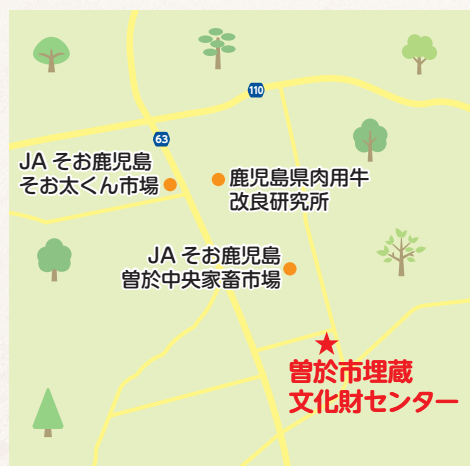 110
63
JA そお鹿児島
そお太くん市場
鹿児島県肉用牛
改良研究所
JA そお鹿児島
曽於中央家畜市場
曽於市埋蔵
文化財センター